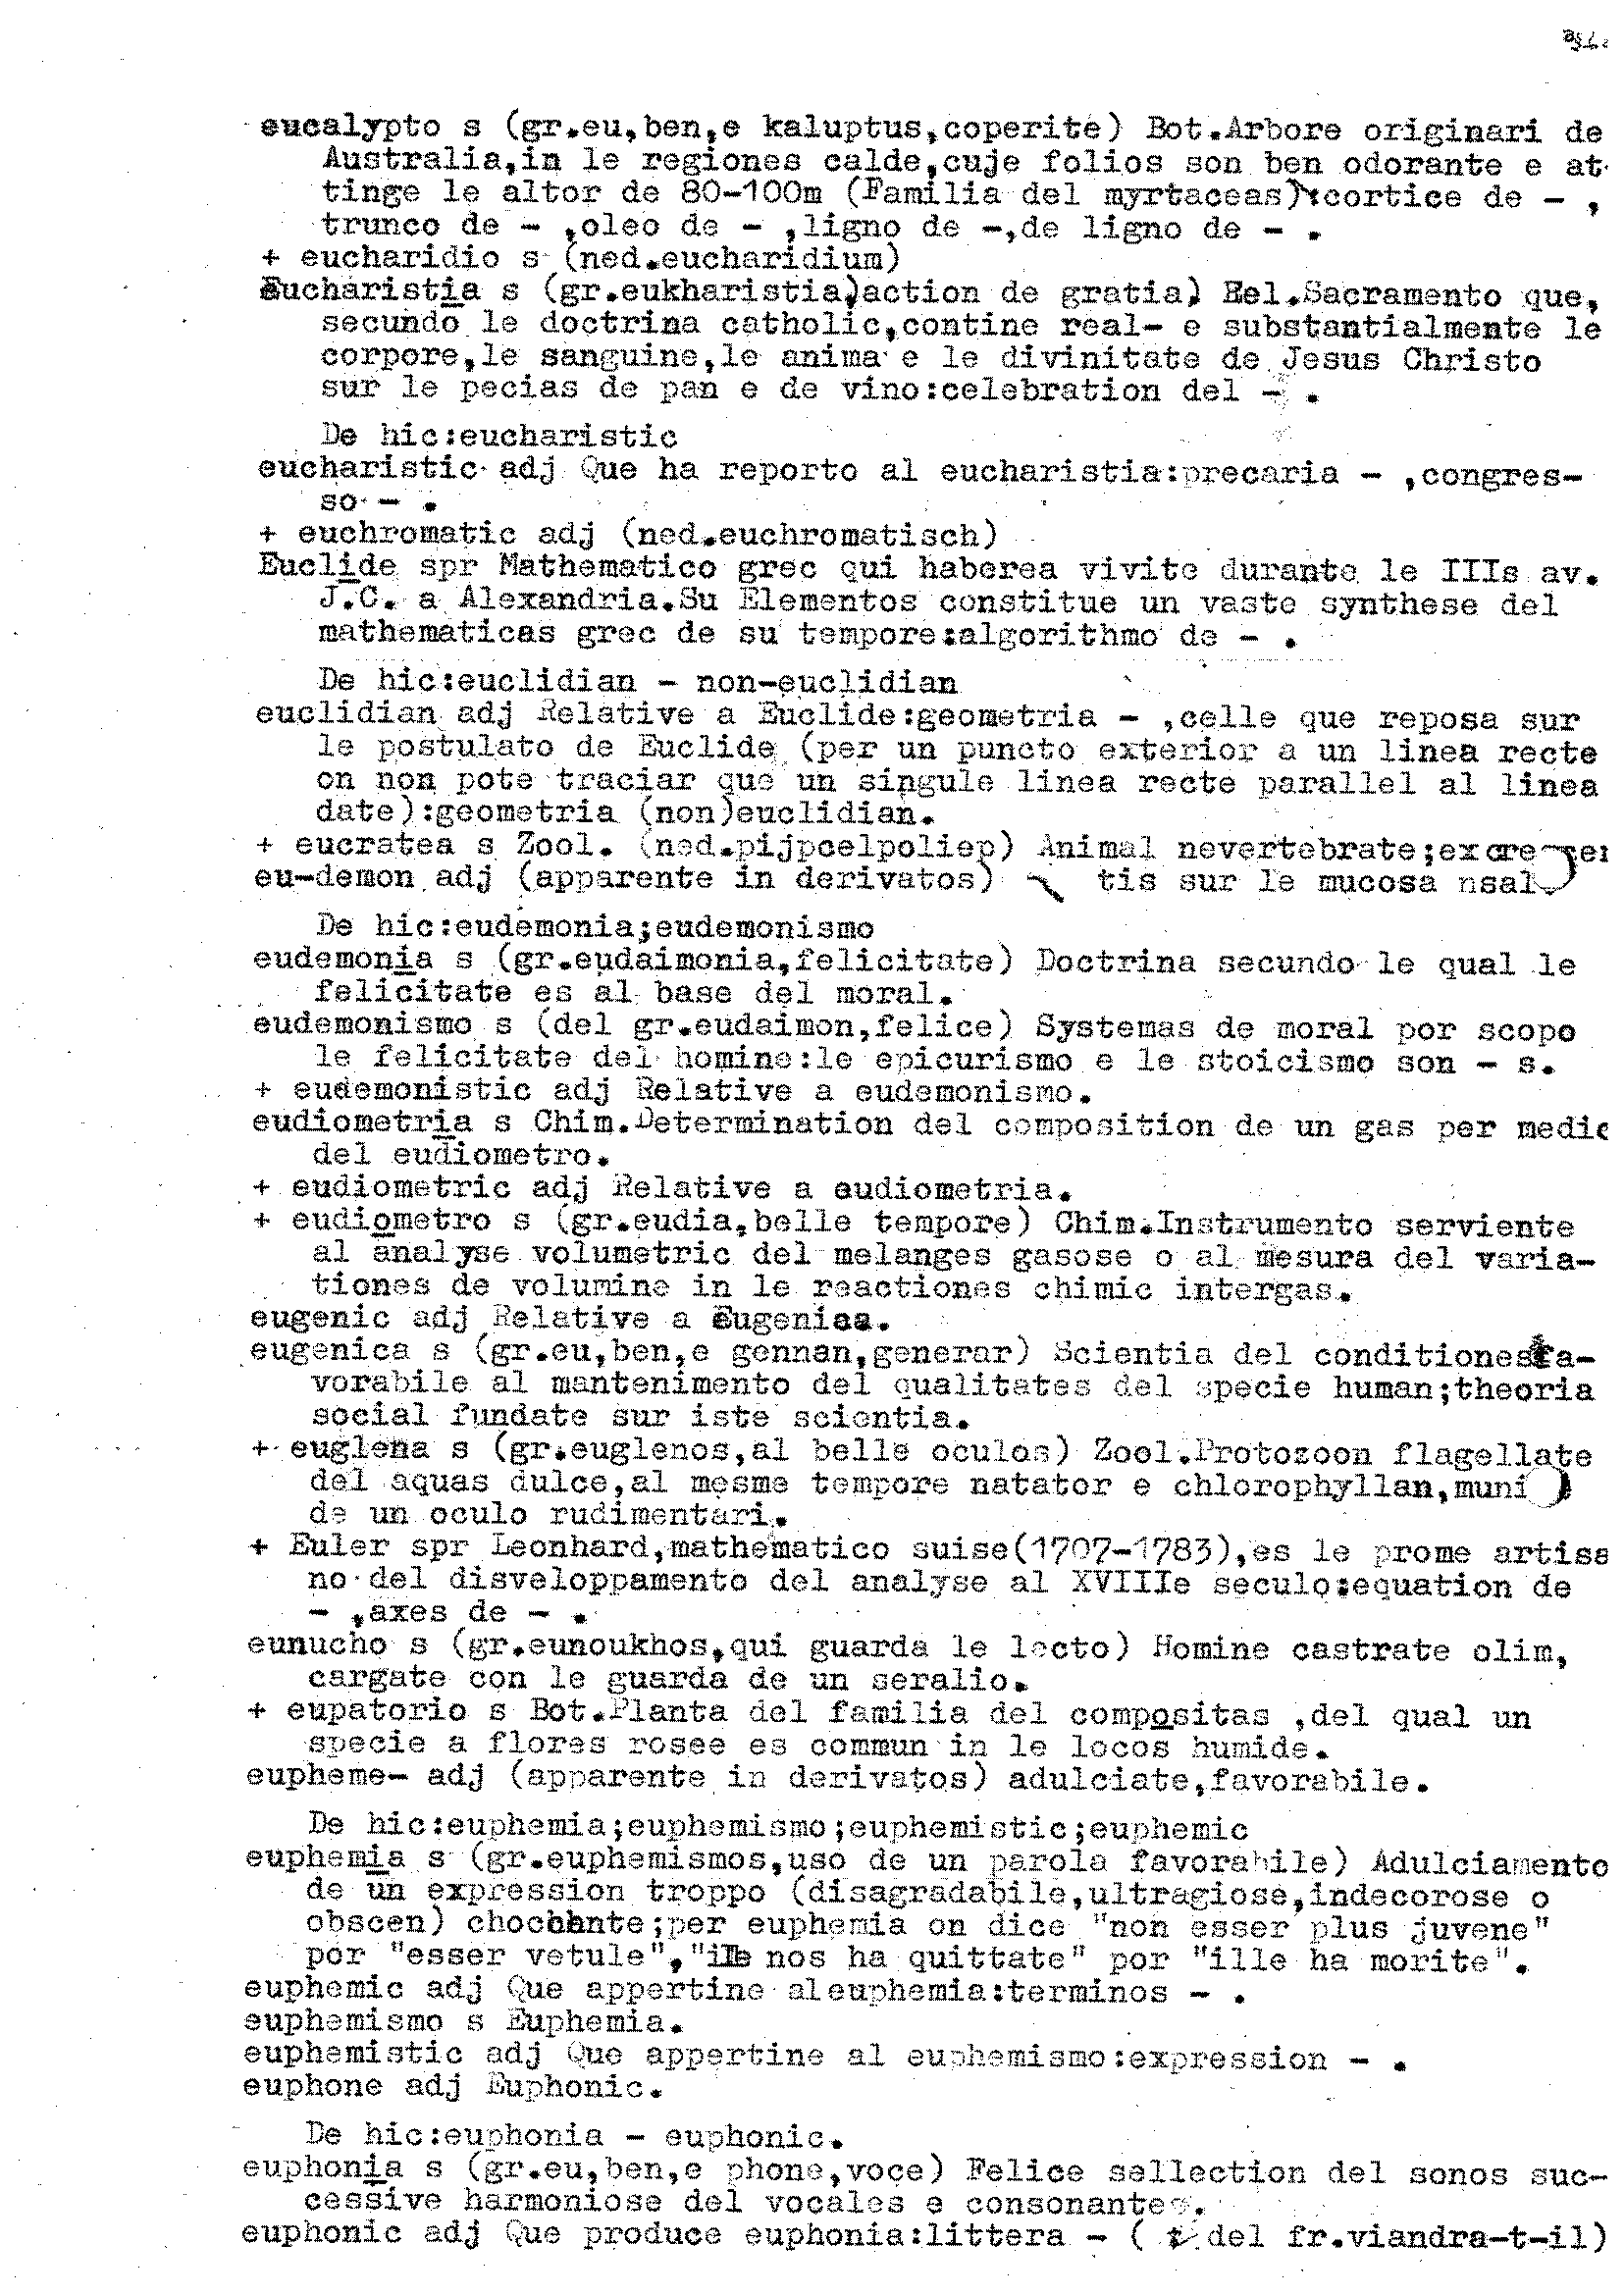 eucalypto s (gr.eu,ben,e kaluptus,coperite) Bot.Arbore originari de
Australia,in le regiones calde,cuje folios son ben odorante e at-
tinge le altor de 80-100m (Familia del myrtaceas):cortice de - ,
trunco de - ,oleo de - ,ligno de -,de ligno de - .
+ eucharidio s (ned.eucharidium)
Eucharistia s (gr.eukharistia,action de gratia) Rel.Sacramento que,
secundo le doctrina catholic,contine real- e substantialmente le
corpore,le sanguine,le anima e le divinitate de Jesus Christo
sur le pecias de pan e de vino:celebration del - .
De hic:eucharistic
eucharistic adj Que ha reporto al eucharistia:precaria - ,congres-
so - .
+ euchromatic adj (ned.euchromatisch)
Euclide spr Mathematico grec qui haberea vivite durante le IIIs av.
J.C. a Alexandria.Su Elementos constitue un vaste synthese del
mathematicas grec de su tempore:algorithmo de - .
De hic:euclidian - non-euclidian
euclidian adj Relative a Euclide:geometria - ,celle que reposa sur
le postulato de Euclide (per un puncto exterior a un linea recte
on non pote traciar que un singule linea recte parallel al linea
date):geometria (non)euclidian.
+ eucratea s Zool. (ned.pijpcelpoliep) Animal nevertebrate;
eu-demon adj (apparente in derivatos) tis sur le mucosa nsal
De hic:eudemonia;eudemonismo
eudemonia s (gr.eudaimonia,felicitate) Doctrina secundo le qual le
felicitate es al base del moral.
eudemonismo s (del gr.eudaimon,felice) Systemas de moral por scopo
le felicitate del homine:le epicurismo e le stoicismo son - s.
+ eudemonistic adj Relative a eudemonismo.
eudiometria s Chim.Determination del composition de un gas per medio
del eudiometro.
+ eudiometric adj Relative a eudiometria.
+ eudiometro s (gr.eudia,belle tempore) Chim.Instrumento serviente
al analyse volumetric del melanges gasose o al mesura del varia-
tiones de volumine in le reactiones chimic intergas.
eugenic adj Relative a Eugenica.
eugenica s (gr.eu,ben,e gennan,generar) Scientia del conditiones fa-
vorabile al mantenimento del qualitates del specie human;theoria
social fundate sur iste scientia.
+ euglena s (gr.euglenos,al belle oculos) Zool.Protozoon flagellate
del aquas dulce,al mesme tempore natator e chlorophyllan,muni
de un oculo rudimentari.
+ Euler spr Leonhard,mathematico suise(1707-1783),es le prome artisa
no del disveloppamento del analyse al XVIIIe seculo:equation de
- ,axes de - .
eunucho s (gr.eunoukhos,qui guarda le lecto) Homine castrate olim,
cargate con le guarda de un seralio.
+ eupatorio s Bot.Planta del familia del compositas ,del qual un
specie a flores rosee es commun in le locos humide.
eupheme- adj (apparente in derivatos) adulciate,favorabile.
De hic:euphemia;euphemismo;euphemistic;euphemic
euphemia s (gr.euphemismos,uso de un parola favorabile) Adulciamento
de un expression troppo (disagradabile,ultragiose,indecorose o
obscen) chocante;per euphemia on dice "non esser plus juvene"
por "esser vetule","ille nos ha quittate" por "ille ha morite".
euphemic adj Que appertine al euphemia:terminos - .
euphemismo s Euphemia.
euphemistic adj Que appertine al euphemismo:expression - .
euphone adj Euphonic.
De hic:euphonia - euphonic.
euphonia s (gr.eu,ben,e phone,voce) Felice sellection del sonos suc-
cessive harmoniose del vocales e consonantes.
euphonic adj Que produce euphonia:littera - ( t del fr.viandra-t-il)